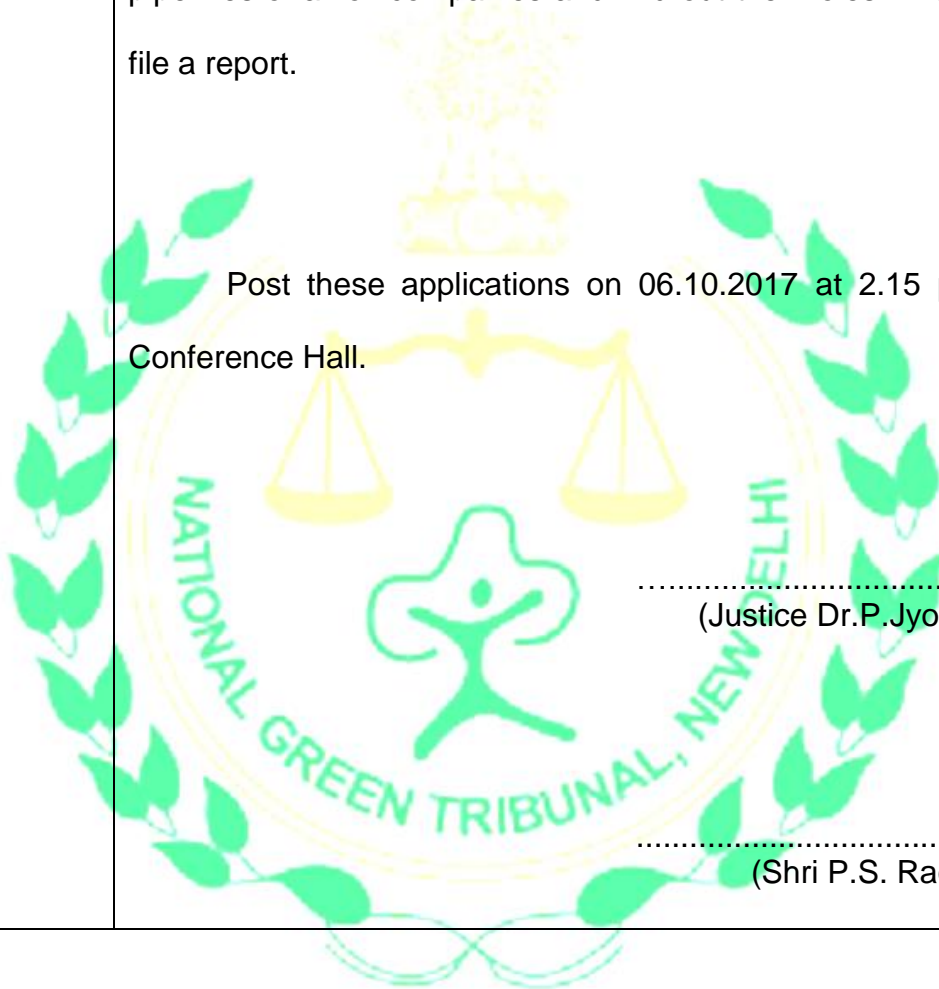 file a report.
Post these applications on 06.10.2017 at 2.15
Conference Hall.
NATIONAL GREEN TRIBUNAL, NEW DELHI
(Justice Dr.P.Jyo
(Shri P.S. Ra